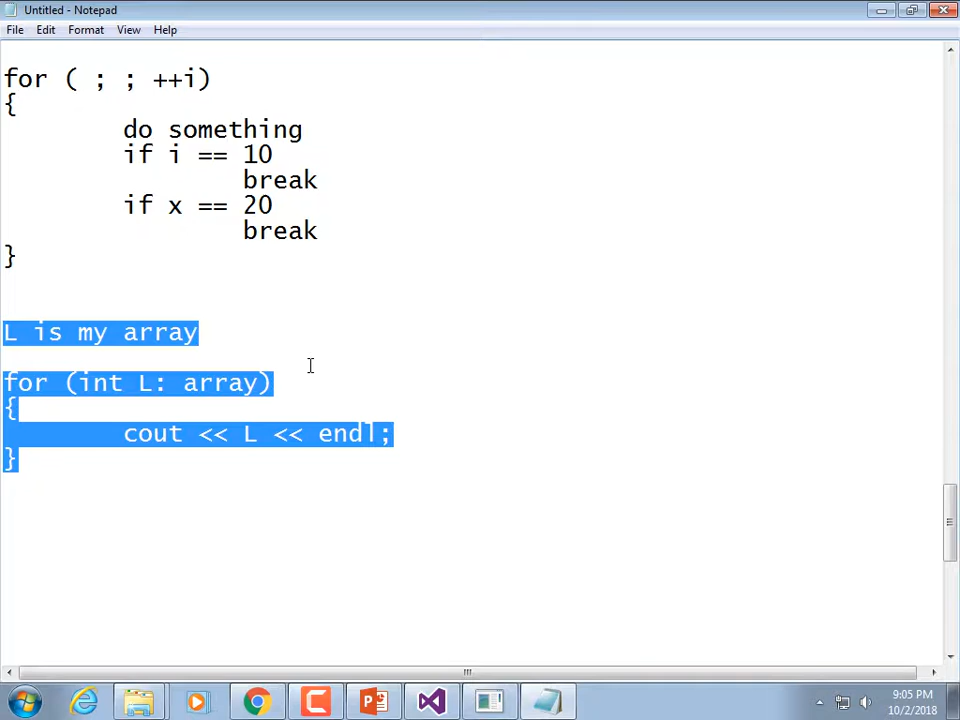 Untitled - Notepad
File Edit Format View Help
for ( ; ; ++i)
{
do something
if i == 10
break
if x == 20
break
}
L is my array
for (int L: array)
{
cout << L << endl;
}
9:05 PM
10/2/2018